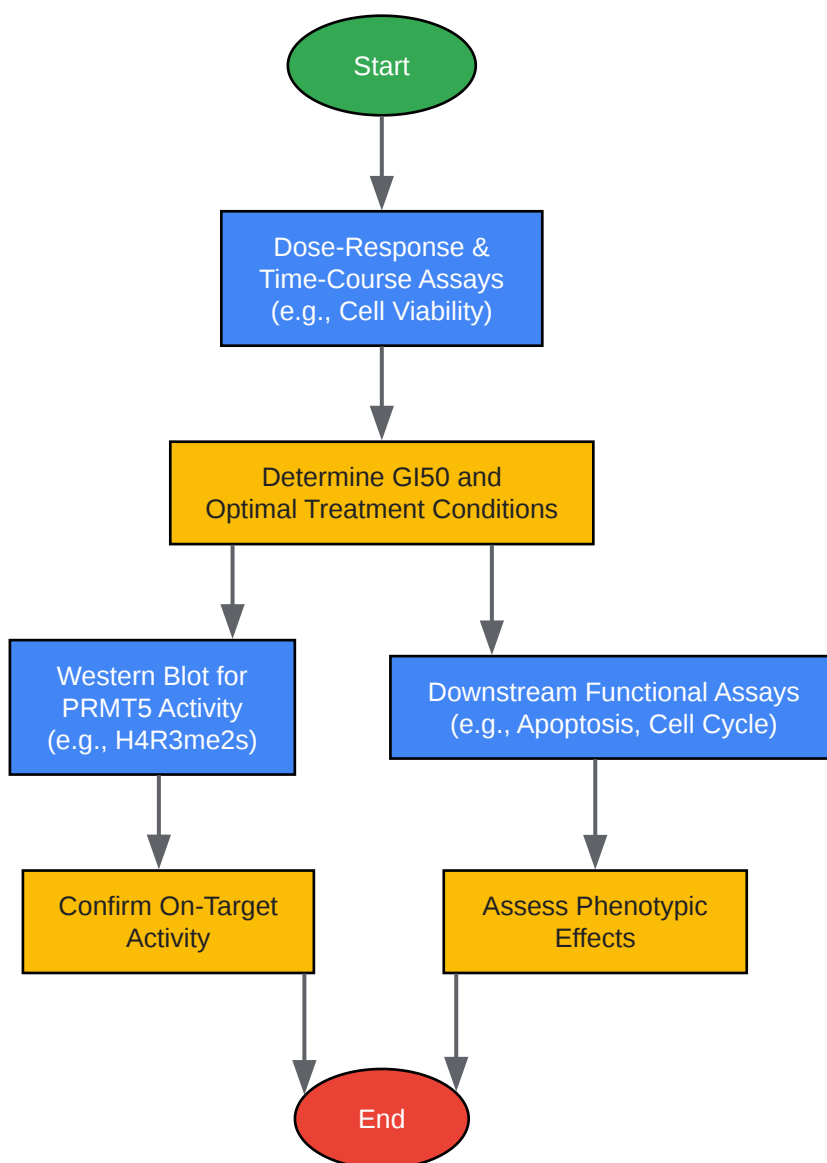 Start
Dose-Response &
Time-Course Assays
(e.g., Cell Viability)
Determine GI50 and
Optimal Treatment Conditions
Western Blot for
PRMT5 Activity
(e.g., H4R3me2s)
Downstream Functional Assays
(e.g., Apoptosis, Cell Cycle)
Confirm On-Target
Activity
Assess Phenotypic
Effects
End